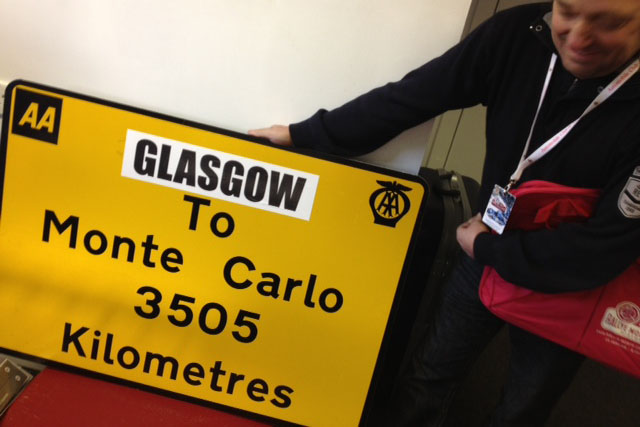 AA
GLASGOW
AA
To
Monte Carlo
3505
Kilometres